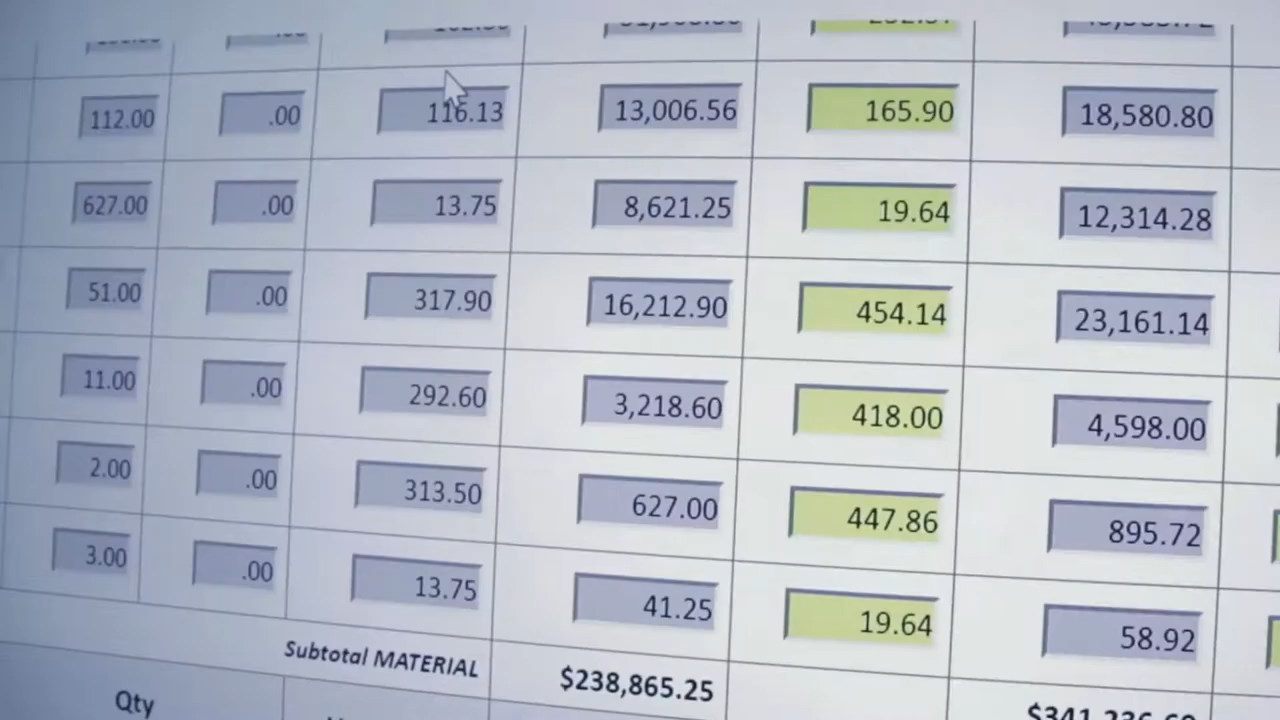 112.00 .00 116.13 13,006.56 165.90 18,580.80
627.00 .00 13.75 8,621.25 19.64 12,314.28
51.00 .00 317.90 16,212.90 454.14 23,161.14
11.00 .00 292.60 3,218.60 418.00 4,598.00
2.00 .00 313.50 627.00 447.86 895.72
3.00 .00 13.75 41.25 19.64 58.92
Subtotal MATERIAL $238,865.25
Qty